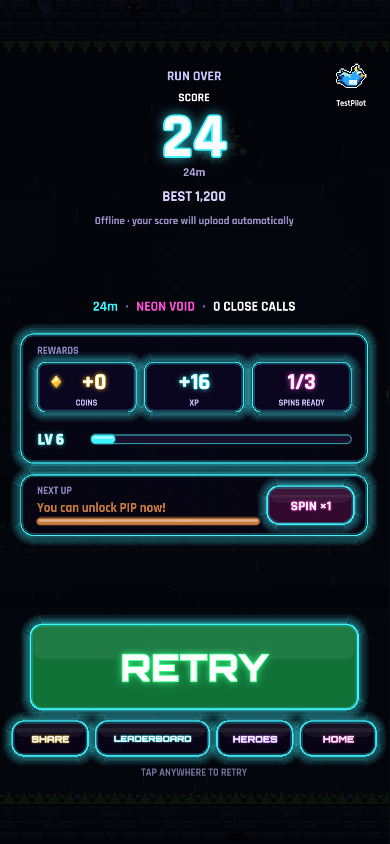 RUN OVER
SCORE
24
TestPilot
24m
BEST 1,200
Offline · your score will upload automatically
24m · NEON VOID · 0 CLOSE CALLS
REWARDS
+0 +16 1/3
COINS XP SPINS READY
LV 6
NEXT UP
You can unlock PIP now!
SPIN ×1
RETRY
SHARE LEADERBOARD HEROES HOME
TAP ANYWHERE TO RETRY